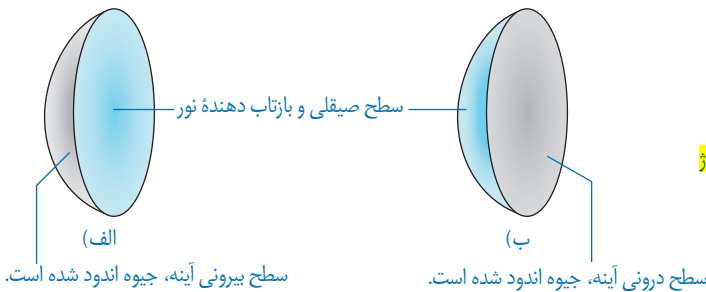 سطح صیقلی و بازتاب دهندهٔ نور
ژ
ب)
الف)
سطح درونی آینه، جیوه اندود شده است.
سطح بیرونی آینه، جیوه اندود شده است.